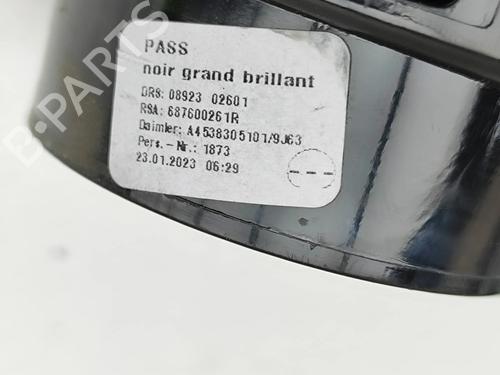 PASS
noir grand brillant
DRS: 08923 02601
RSA: 687600261R
Daimler: A4538305101/9J63
Pers.-Nr.: 1873
23.01.2023 06:29
---
B-PARTS